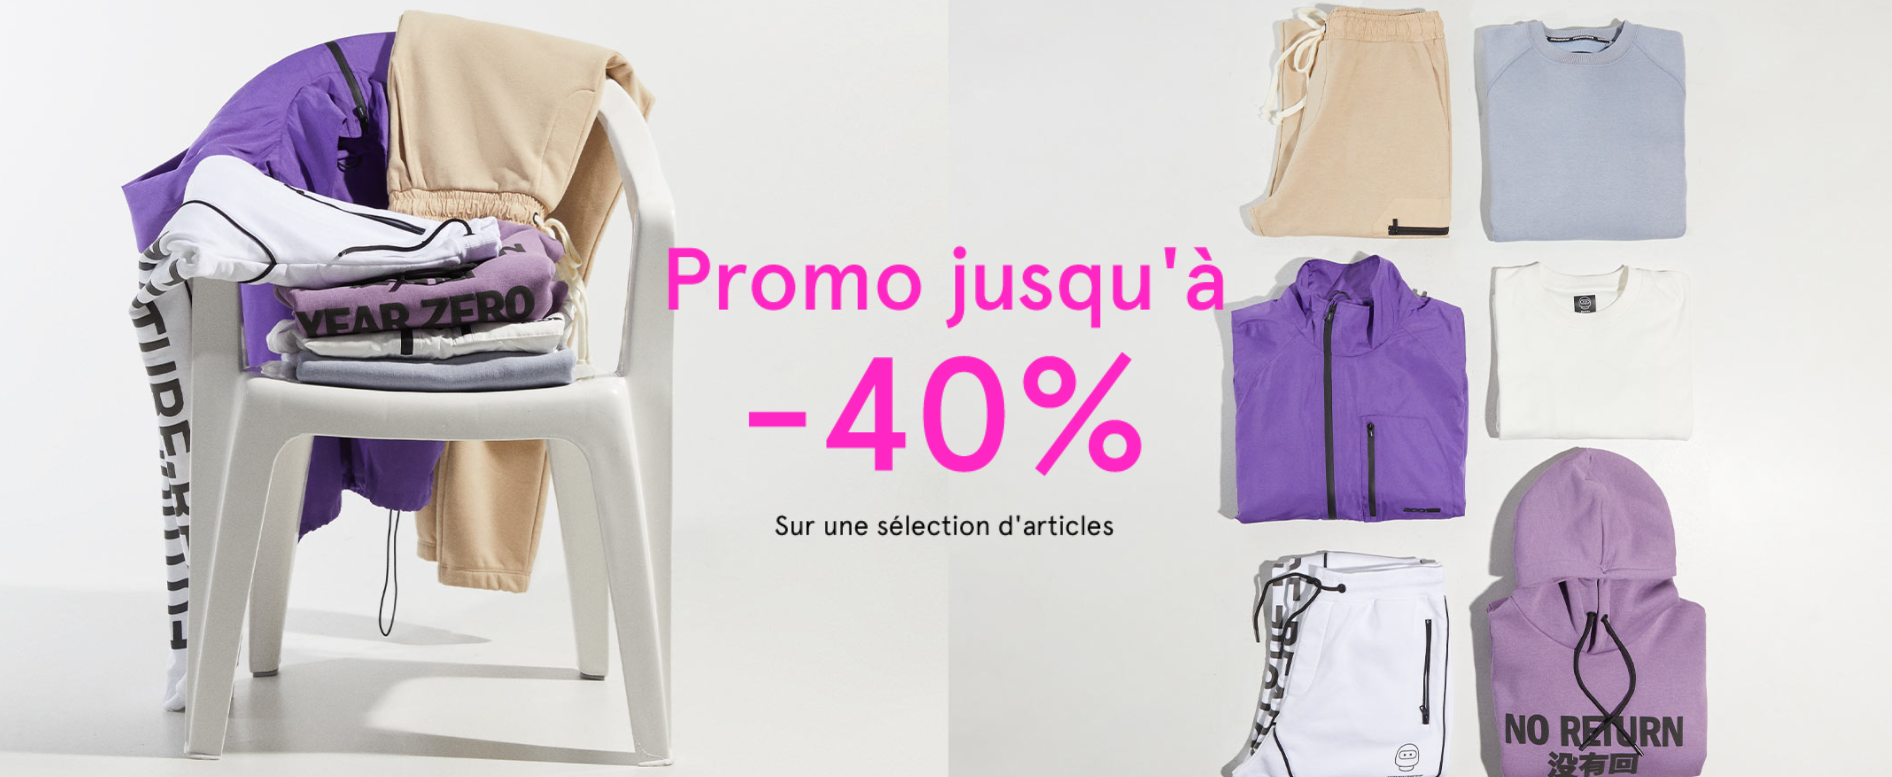 Promo jusqu'à
-40%
Sur une sélection d'articles
YEAR ZERO
NO RETURN
没有回